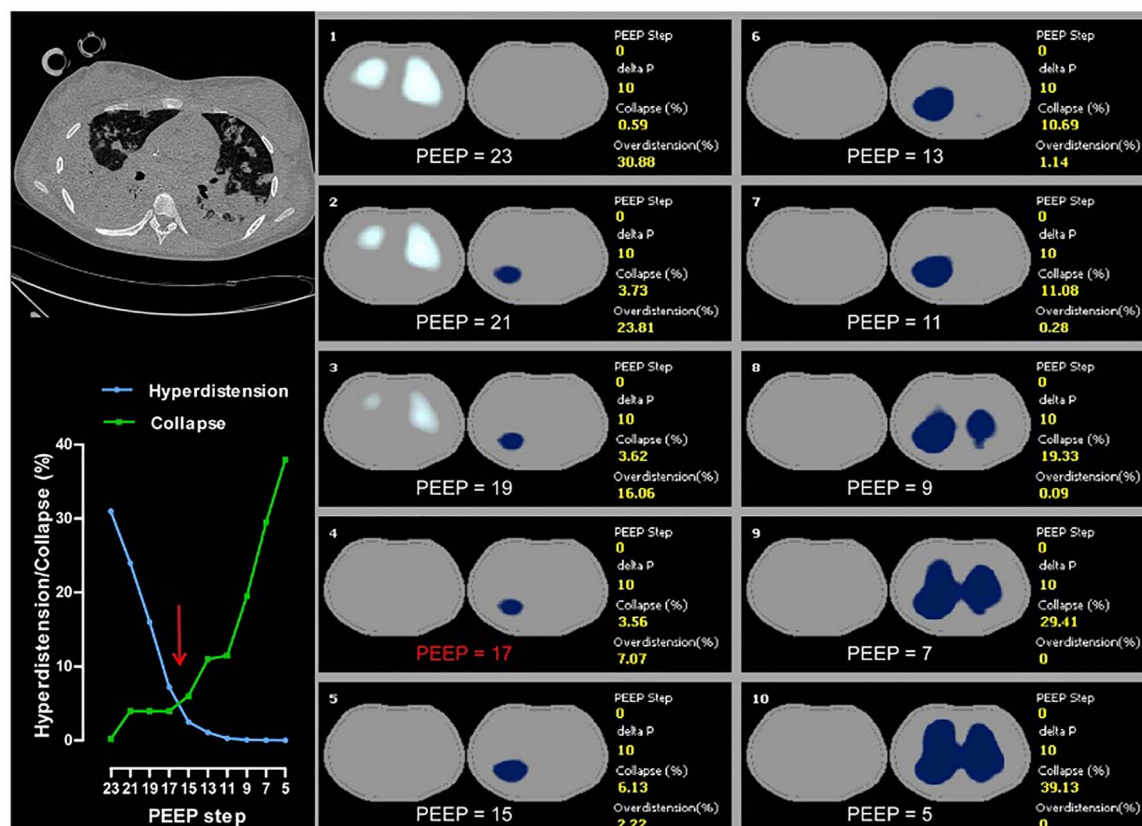 1
PEEP Step
0
delta P
10
Collapse (%)
0.59
Overdistension(%)
30.88
PEEP = 23
2
PEEP Step
0
delta P
10
Collapse (%)
3.73
Overdistension(%)
23.81
PEEP = 21
3
PEEP Step
0
delta P
10
Collapse (%)
3.62
Overdistension(%)
16.06
PEEP = 19
4
PEEP Step
0
delta P
10
Collapse (%)
3.56
Overdistension(%)
7.07
PEEP = 17
5
PEEP Step
0
delta P
10
Collapse (%)
6.13
Overdistension(%)
2.22
PEEP = 15
6
PEEP Step
0
delta P
10
Collapse (%)
10.69
Overdistension(%)
1.14
PEEP = 13
7
PEEP Step
0
delta P
10
Collapse (%)
11.08
Overdistension(%)
0.28
PEEP = 11
8
PEEP Step
0
delta P
10
Collapse (%)
19.33
Overdistension(%)
0.09
PEEP = 9
9
PEEP Step
0
delta P
10
Collapse (%)
29.41
Overdistension(%)
0
PEEP = 7
10
PEEP Step
0
delta P
10
Collapse (%)
39.13
Overdistension(%)
0
PEEP = 5
Hyperdistension
Collapse
Hyperdistension/Collapse (%)
40
30
20
10
0
23 21 19 17 15 13 11 9 7 5
PEEP step